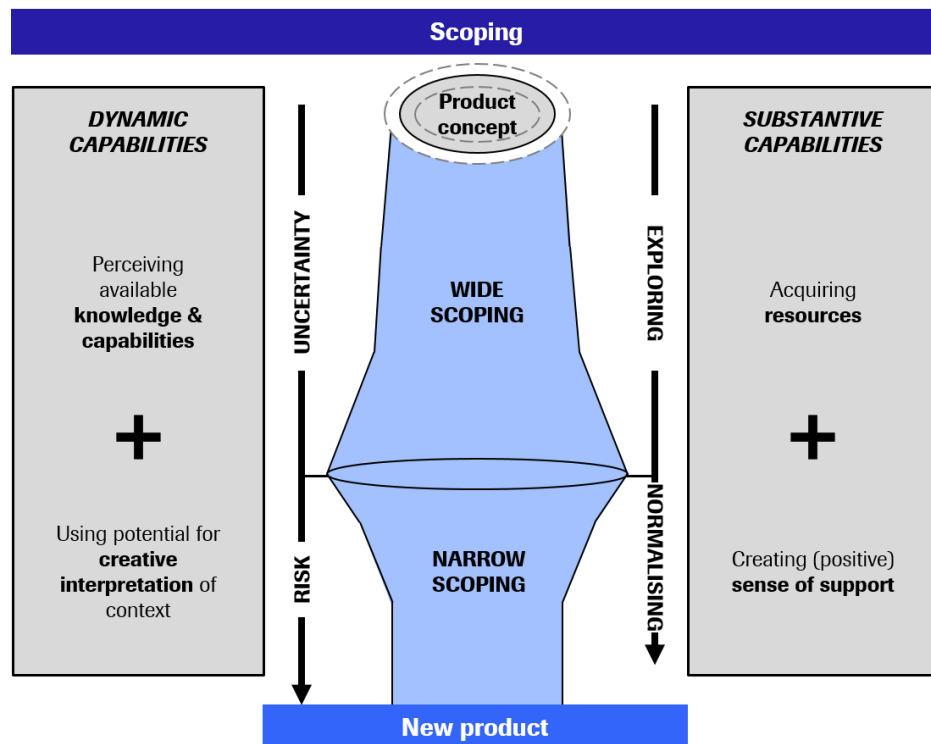 Scoping
DYNAMIC
CAPABILITIES
Perceiving
available
knowledge &
capabilities
+
Using potential for
creative
interpretation of
context
UNCERTAINTY
RISK
Product
concept
WIDE
SCOPING
NARROW
SCOPING
EXPLORING
NORMALISING
SUBSTANTIVE
CAPABILITIES
Acquiring
resources
+
Creating (positive)
sense of support
New product